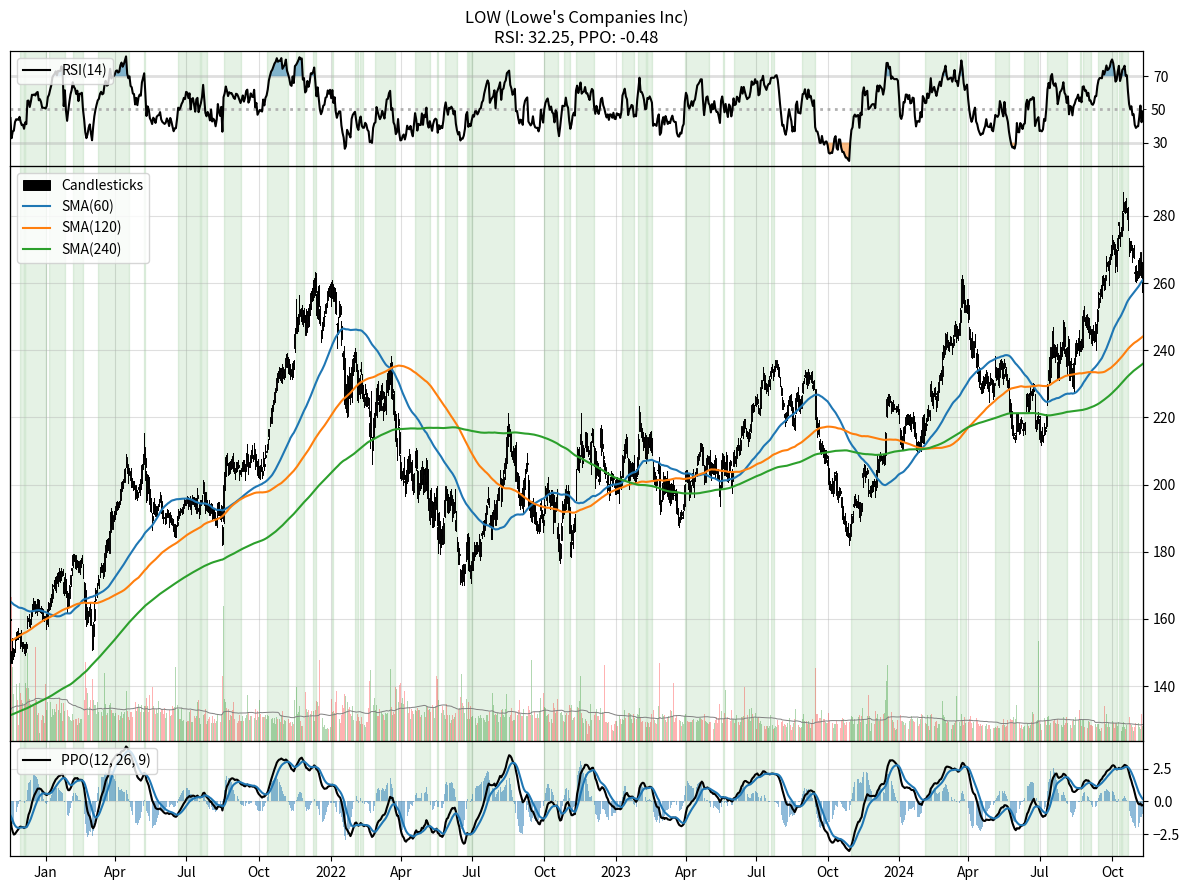 LOW (Lowe's Companies Inc)
RSI: 32.25, PPO: -0.48
RSI(14)
70
50
30
Candlesticks
SMA(60)
SMA(120)
SMA(240)
280
260
240
220
200
180
160
140
PPO(12, 26, 9)
2.5
0.0
−2.5
Jan Apr Jul Oct 2022 Apr Jul Oct 2023 Apr Jul Oct 2024 Apr Jul Oct